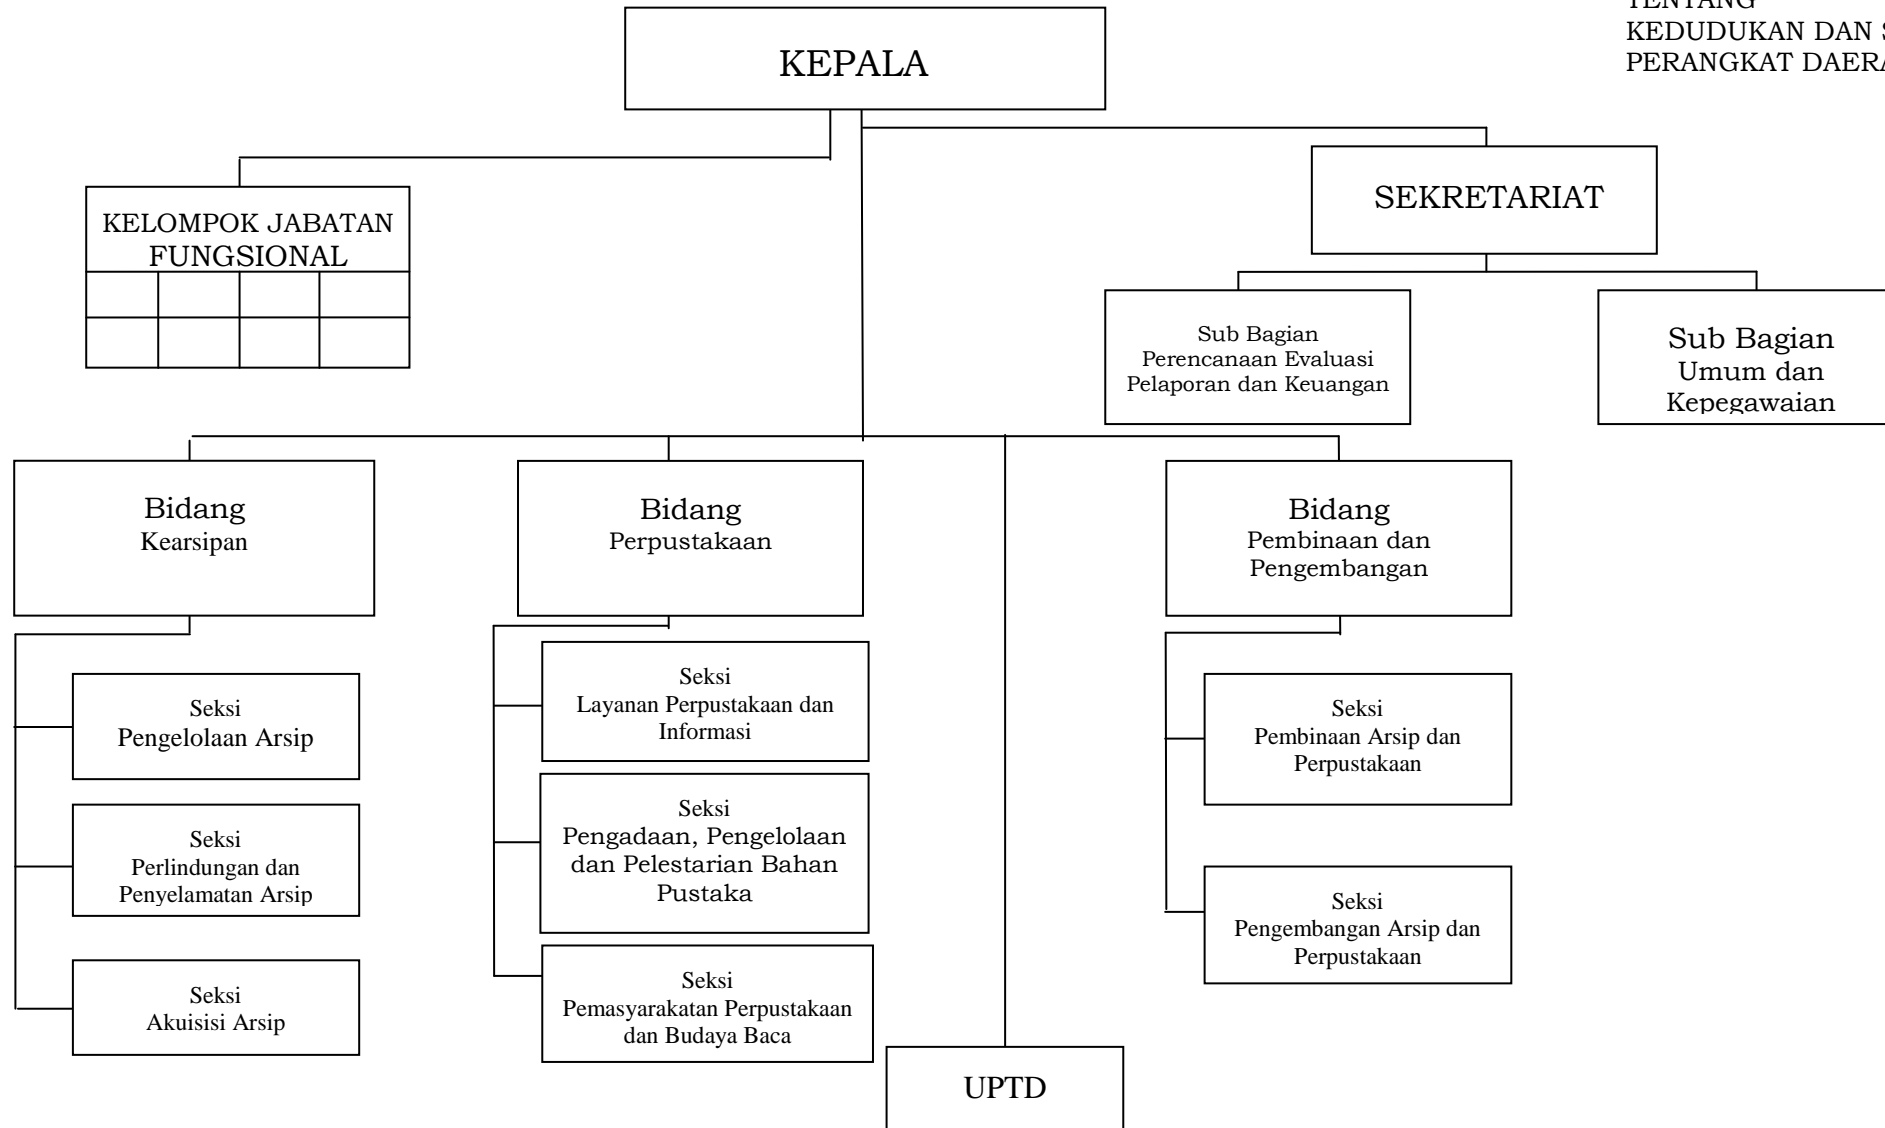 TENTANG
KEDUDUKAN DAN
PERANGKAT
KEPALA
SEKRETARIAT
KELOMPOK JABATAN
FUNGSIONAL
Sub Bagian
Perencanaan Evaluasi
Pelaporan dan Keuangan
Sub Bagian
Umum dan
Kepegawaian
Bidang
Kearsipan
Bidang
Perpustakaan
Bidang
Pembinaan dan
Pengembangan
Seksi
Pengelolaan Arsip
Seksi
Perlindungan dan
Penyelamatan Arsip
Seksi
Akuisisi Arsip
Seksi
Layanan Perpustakaan dan
Informasi
Seksi
Pengadaan, Pengelolaan
dan Pelestarian Bahan
Pustaka
Seksi
Pemasyarakatan Perpustakaan
dan Budaya Baca
Seksi
Pembinaan Arsip dan
Perpustakaan
Seksi
Pengembangan Arsip dan
Perpustakaan
UPTD